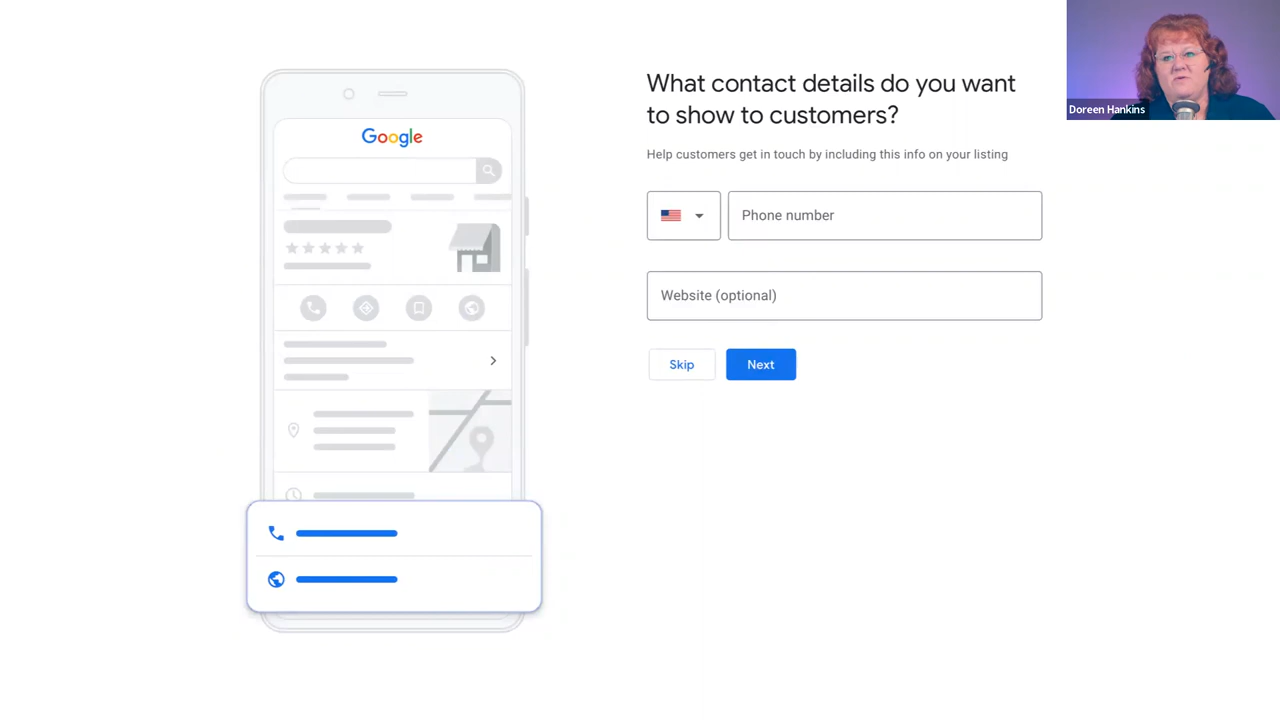 Google
What contact details do you want
to show to customers?
Help customers get in touch by including this info on your listing
Phone number
Website (optional)
Skip
Next
Doreen Hankins